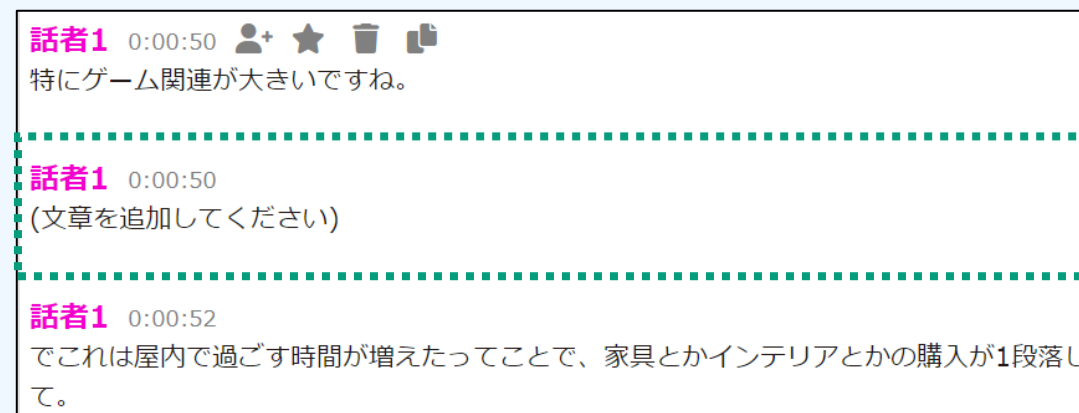 話者1 0:00:50
特にゲーム関連が大きいですね。
話者1 0:00:50
(文章を追加してください)
話者1 0:00:52
でこれは屋内で過ごす時間が増えたってことで、家具とかインテリアとかの購入が1段落し
て。